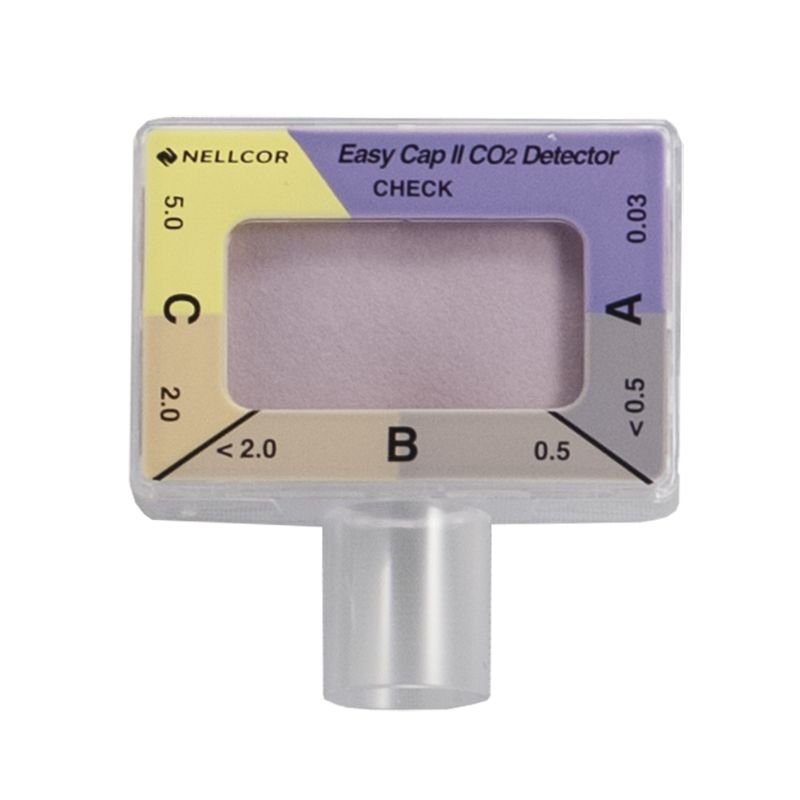 NELLCOR
Easy Cap II CO2 Detector
CHECK
5.0
C
2.0
0.03
A
< 0.5
< 2.0
B
0.5